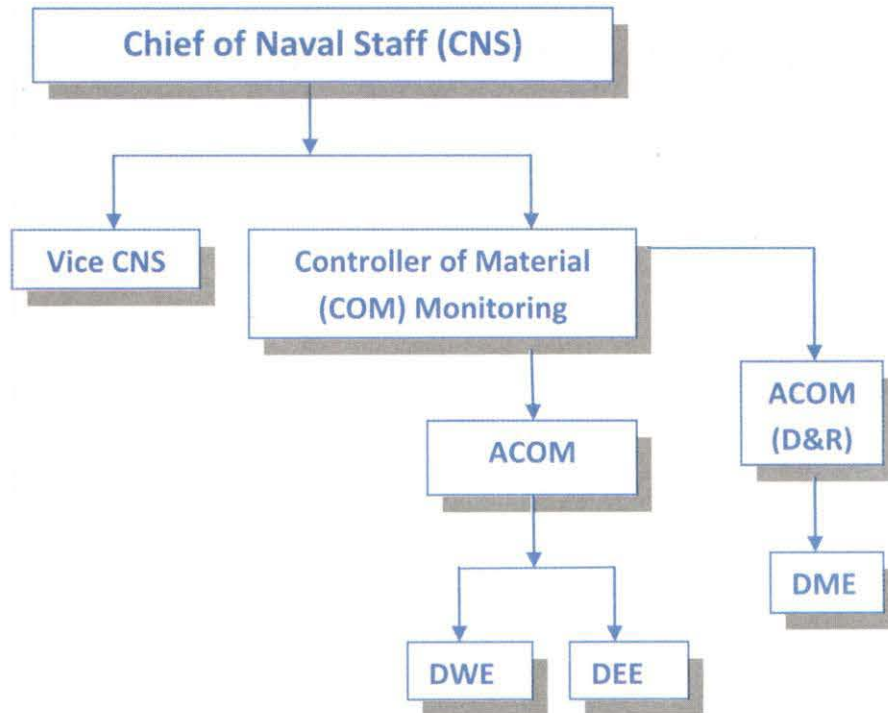 Chief of Naval Staff (CNS)
Vice CNS
Controller of Material
(COM) Monitoring
ACOM
(D&R)
ACOM
DME
DWE
DEE